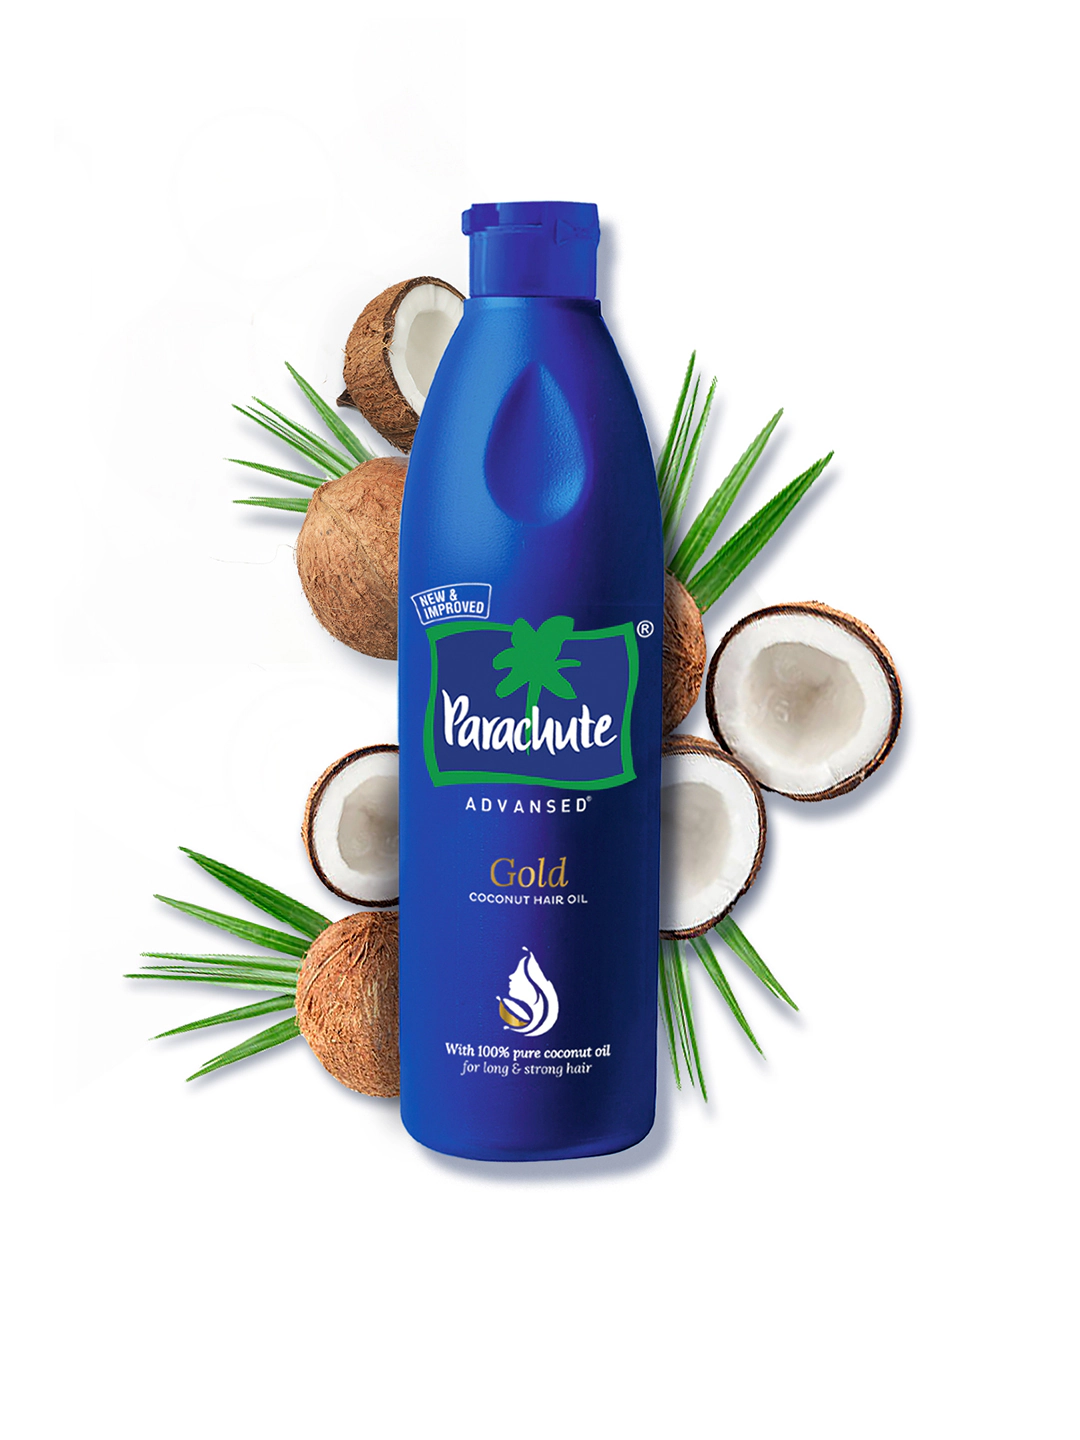 NEW &
IMPROVED
®
Parachute
ADVANSED®
Gold
COCONUT HAIR OIL
With 100% pure coconut oil
for long & strong hair